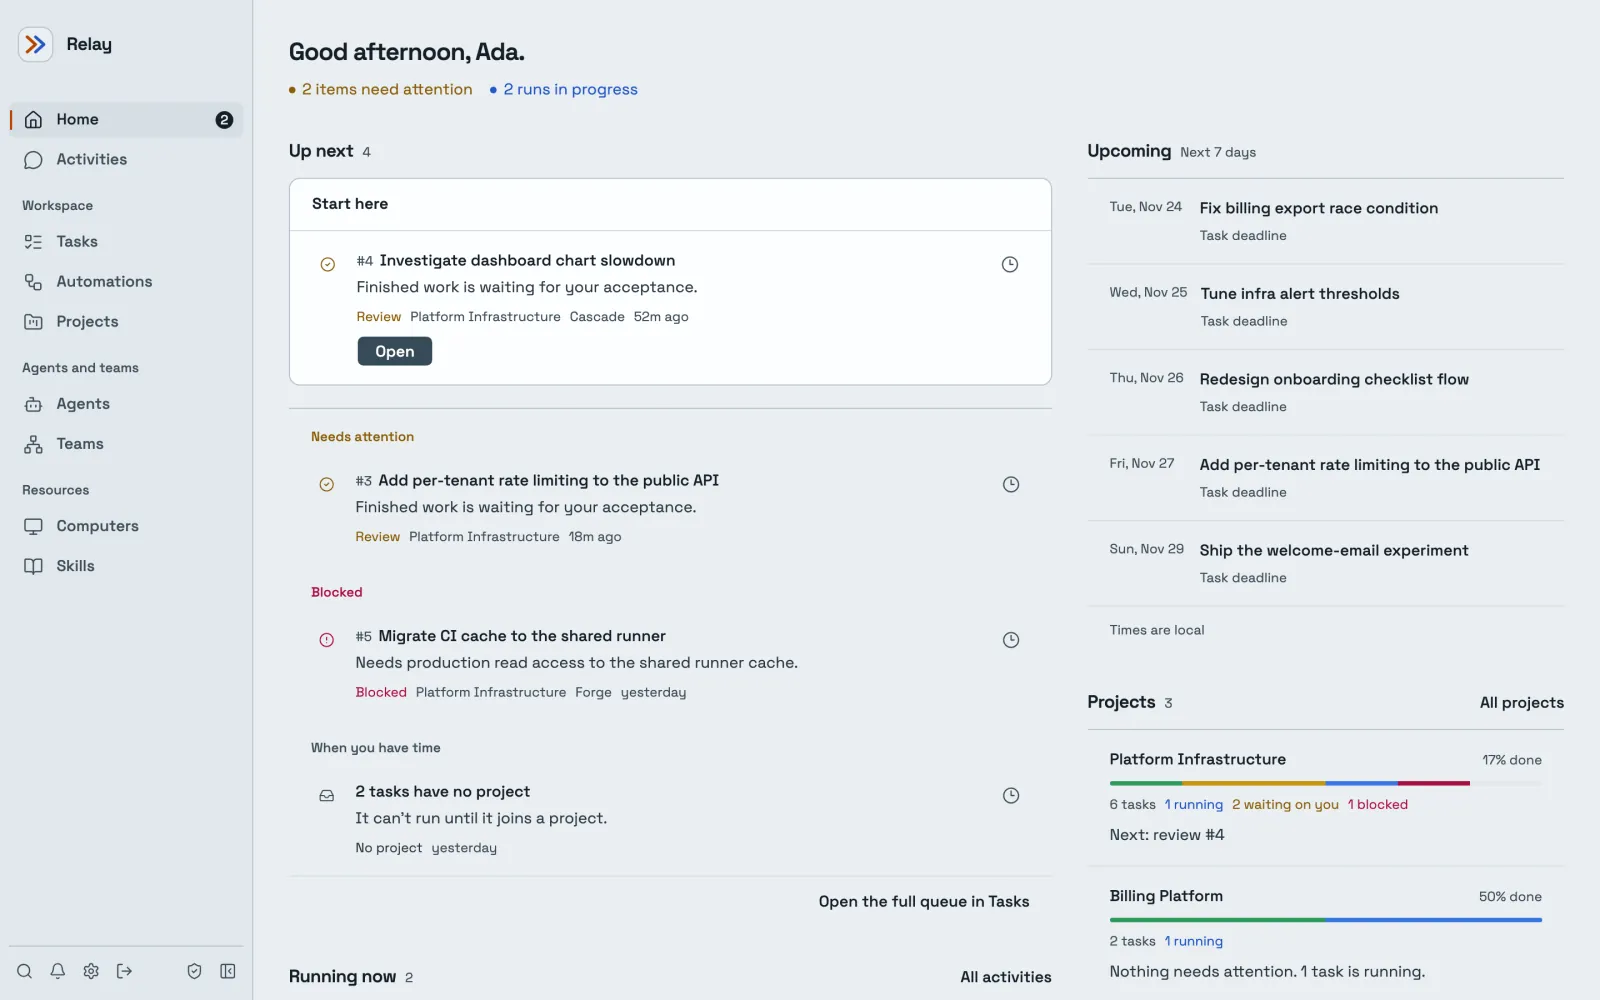 Relay
Home 2
Activities
Workspace
Tasks
Automations
Projects
Agents and teams
Agents
Teams
Resources
Computers
Skills
Good afternoon, Ada.
2 items need attention 2 runs in progress
Up next 4
Start here
#4 Investigate dashboard chart slowdown
Finished work is waiting for your acceptance.
Review Platform Infrastructure Cascade 52m ago
Open
Needs attention
#3 Add per-tenant rate limiting to the public API
Finished work is waiting for your acceptance.
Review Platform Infrastructure 18m ago
Blocked
#5 Migrate CI cache to the shared runner
Needs production read access to the shared runner cache.
Blocked Platform Infrastructure Forge yesterday
When you have time
2 tasks have no project
It can’t run until it joins a project.
No project yesterday
Open the full queue in Tasks
Running now 2 All activities
Upcoming Next 7 days
Tue, Nov 24 Fix billing export race condition
Task deadline
Wed, Nov 25 Tune infra alert thresholds
Task deadline
Thu, Nov 26 Redesign onboarding checklist flow
Task deadline
Fri, Nov 27 Add per-tenant rate limiting to the public API
Task deadline
Sun, Nov 29 Ship the welcome-email experiment
Task deadline
Times are local
Projects 3 All projects
Platform Infrastructure 17% done
6 tasks 1 running 2 waiting on you 1 blocked
Next: review #4
Billing Platform 50% done
2 tasks 1 running
Nothing needs attention. 1 task is running.